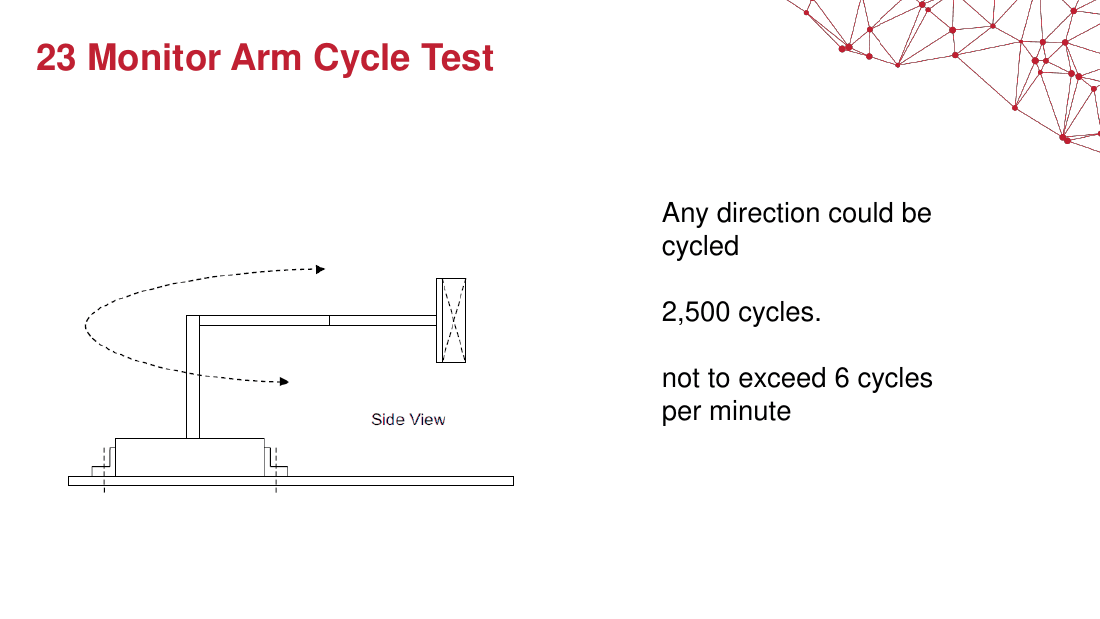 23 Monitor Arm Cycle Test
Any direction could be
cycled
2,500 cycles.
not to exceed 6 cycles
per minute
Side View